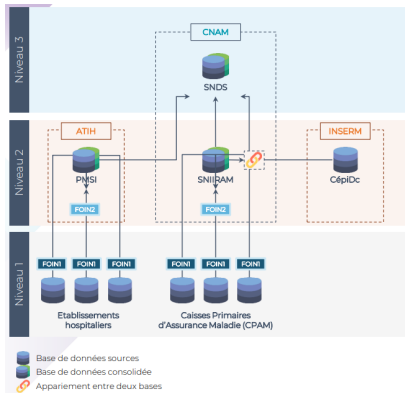 Niveau 3
CNAM
SNDS
Niveau 2
ATIH
INSERM
PMSI
SNIIRAM
CépiDc
FOIN2
FOIN2
Niveau 1
FOIN1
FOIN1
FOIN1
FOIN1
FOIN1
FOIN1
Etablissements
hospitaliers
Caisses Primaires
d'Assurance Maladie (CPAM)
Base de données sources
Base de données consolidée
Appariement entre deux bases